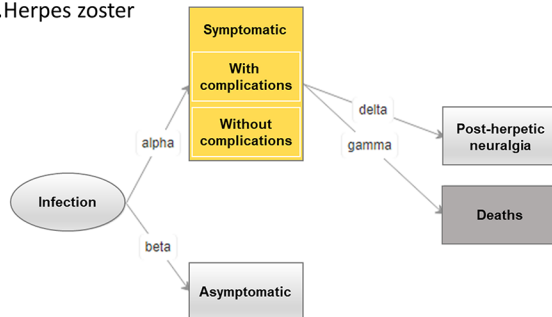 .Herpes zoster
Symptomatic
With
complications
Without
complications
alpha
delta
gamma
Post-herpetic
neuralgia
Infection
Deaths
beta
Asymptomatic